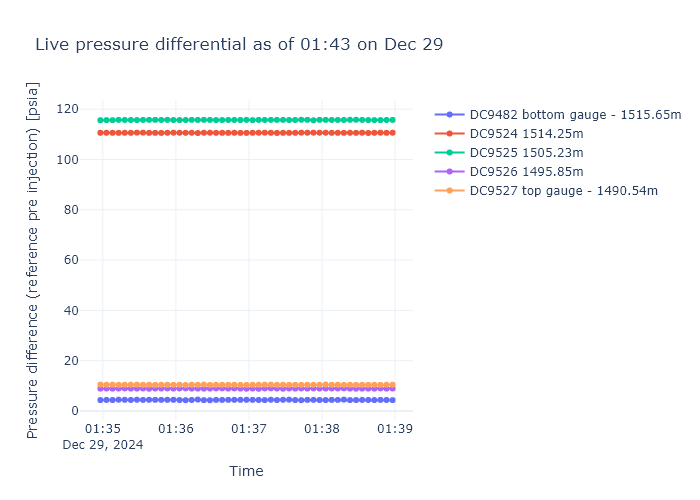 Live pressure differential as of 01:43 on Dec 29
Pressure difference (reference pre injection) [psia]
120
100
80
60
40
20
0
01:35
Dec 29, 2024
01:36
01:37
01:38
01:39
Time
DC9482 bottom gauge - 1515.65m
DC9524 1514.25m
DC9525 1505.23m
DC9526 1495.85m
DC9527 top gauge - 1490.54m